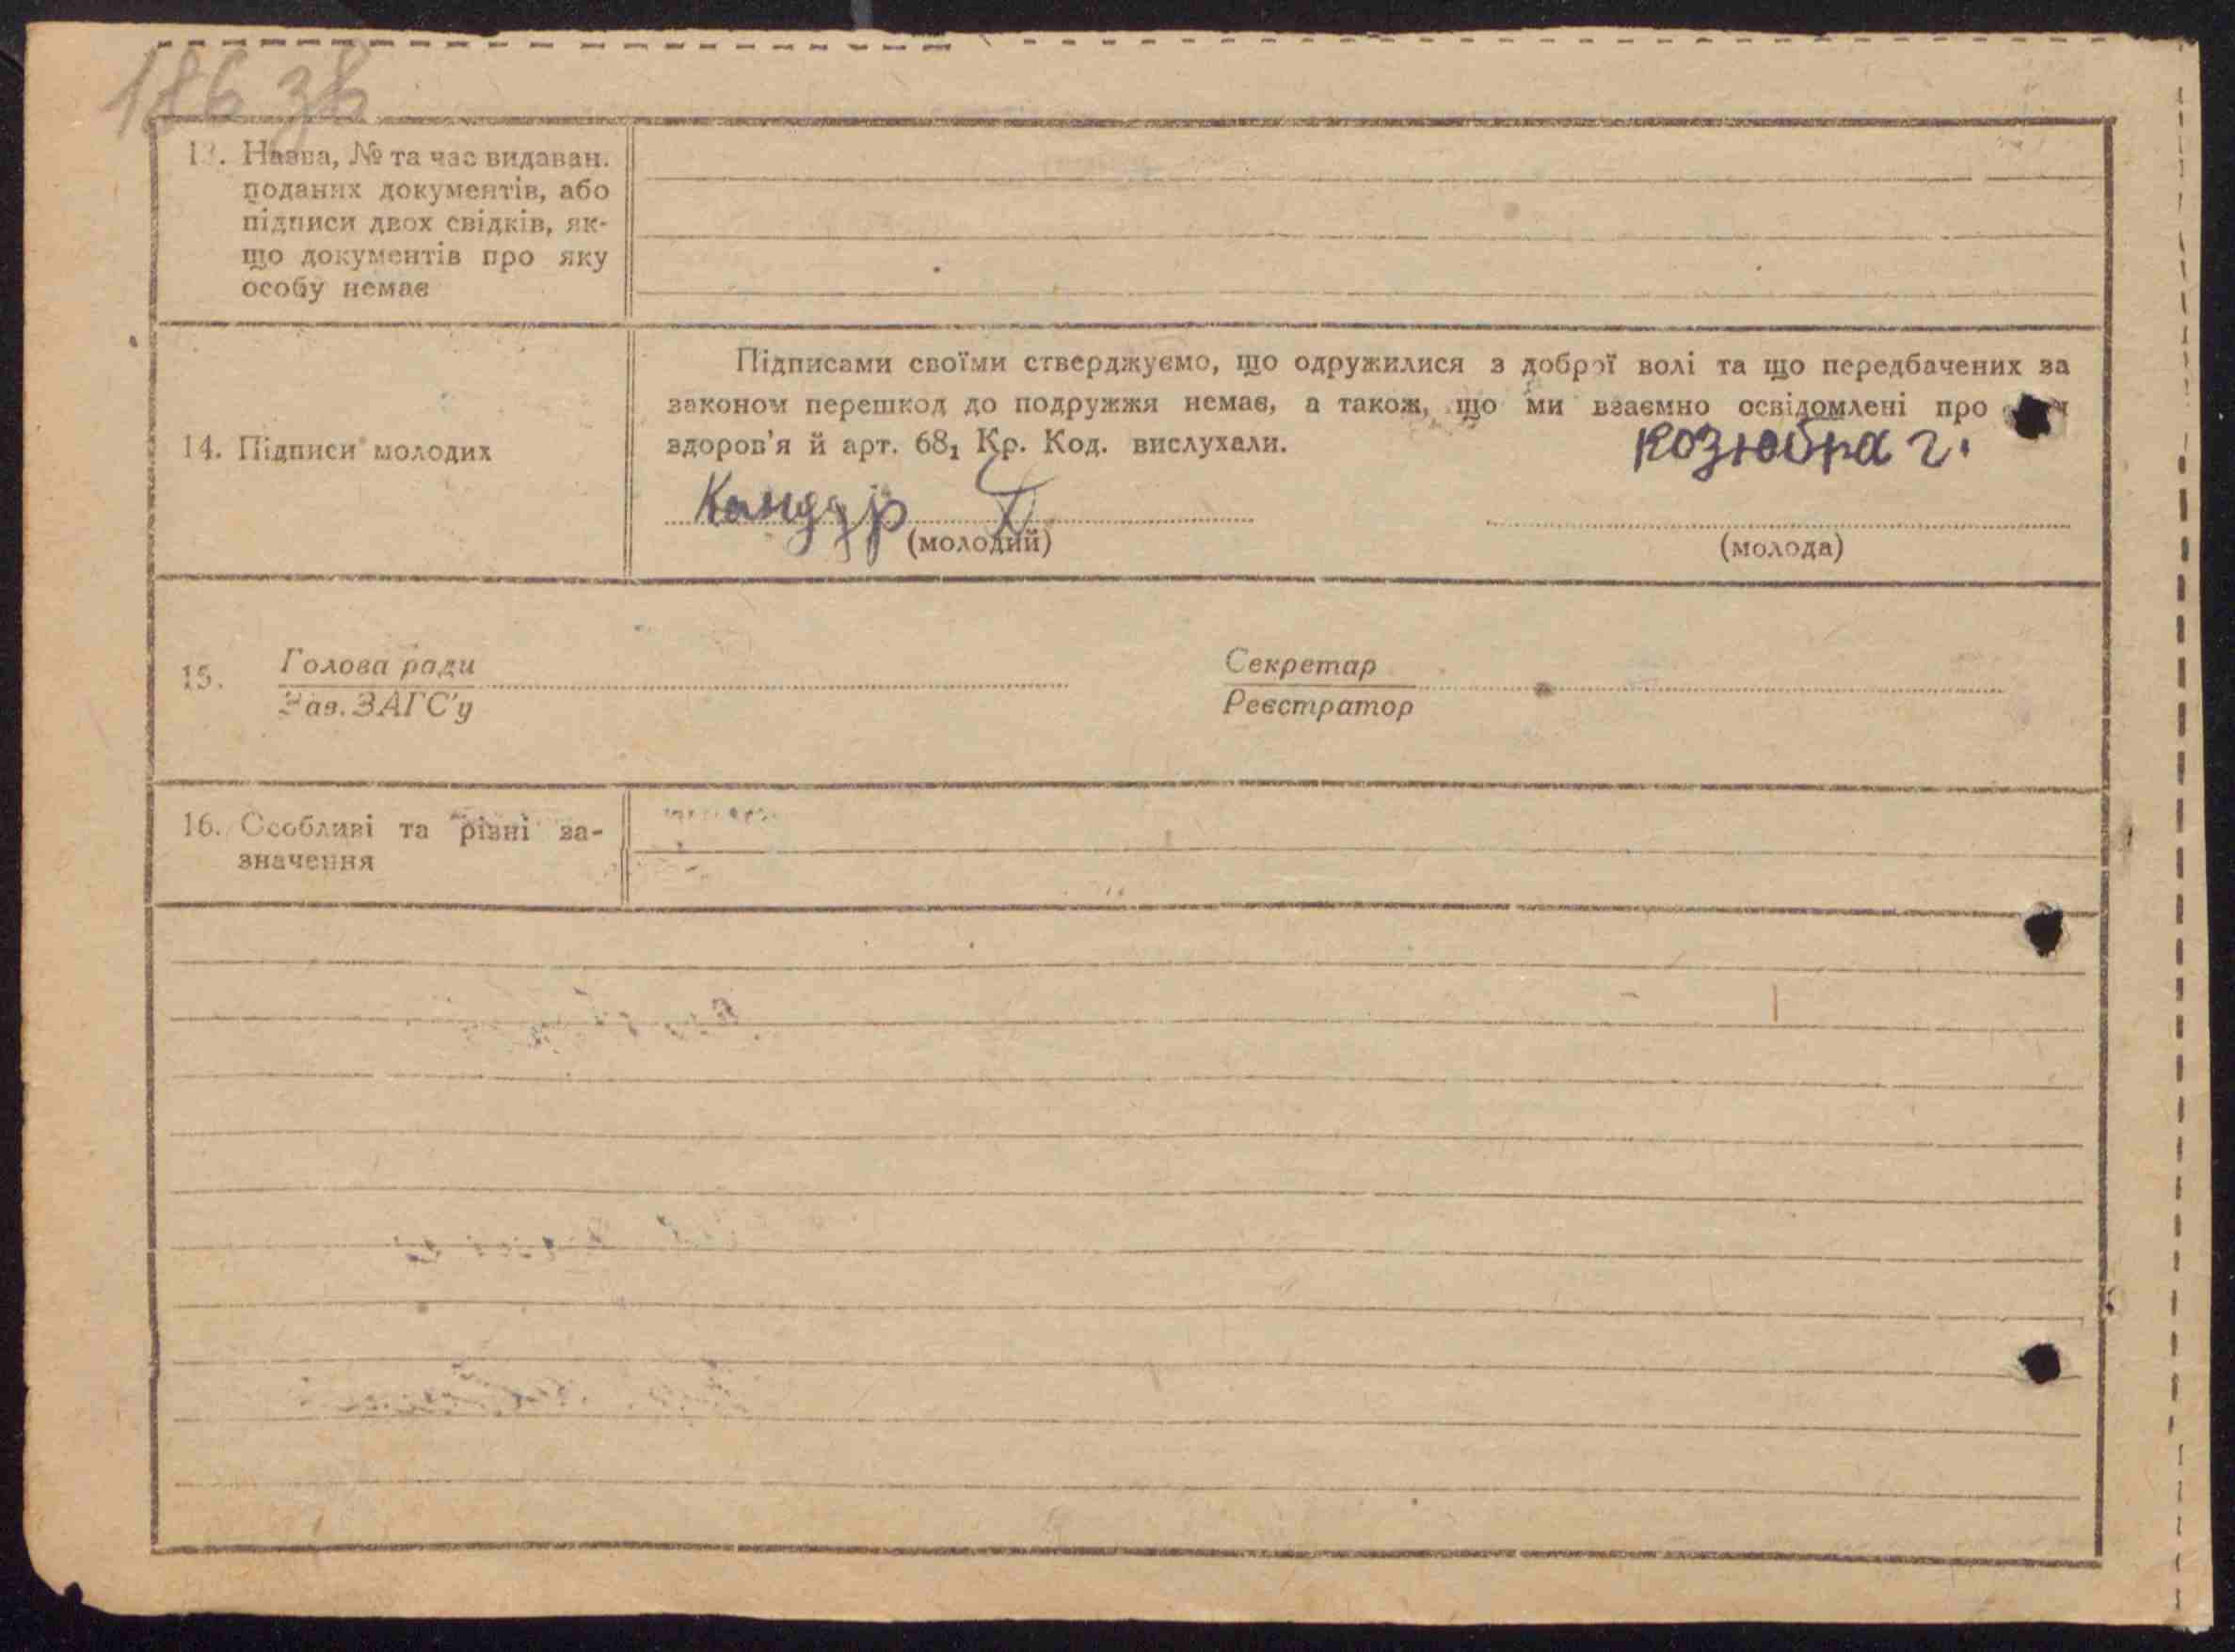 186 зв
13. Назва, № та час видаван.
поданих документів, або
підписи двох свідків, як-
що документів про яку
особу немає
14. Підписи молодих
Підписами своїми стверджуємо, що одружилися з доброї волі та що передбачених за
законом перешкод до подружжя немає, а також, що ми взаємно освідомлені про
здоров'я й арт. 68₁ Кр. Код. вислухали.
Козюбра г.
Кандур
(молодий)
(молода)
15. Голова ради
Зав. ЗАГС'у
Секретар
Реєстратор
16. Особливі та різні за-
значення